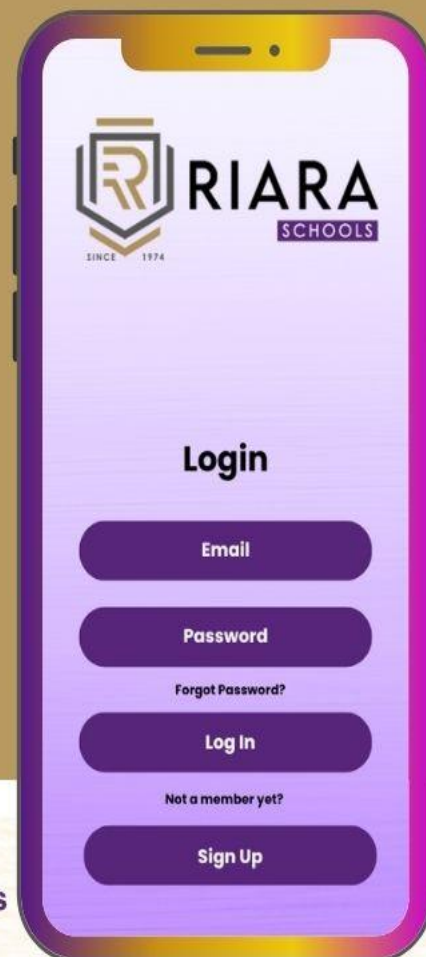 RIARA
SCHOOLS
SINCE 1974
Login
Email
Password
Forgot Password?
Log In
Not a member yet?
Sign Up
s